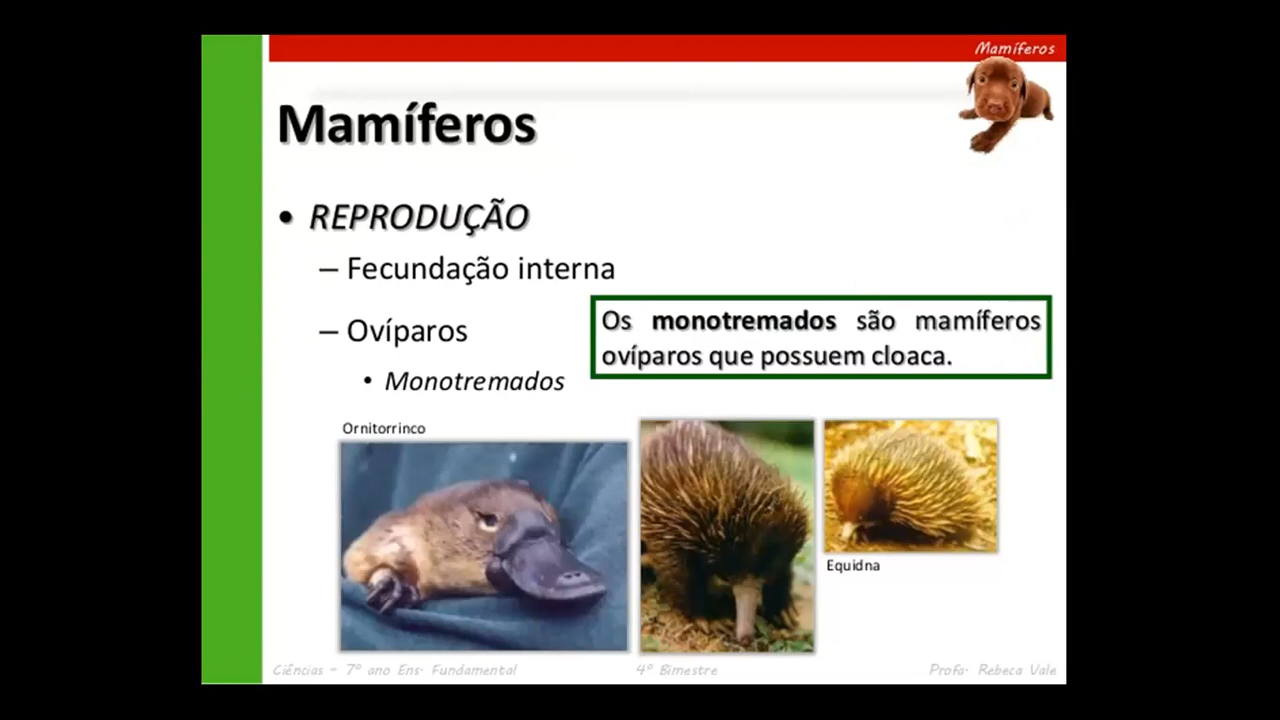 Mamíferos
Mamíferos
• REPRODUÇÃO
– Fecundação interna
– Ovíparos
• Monotremados
Os monotremados são mamíferos
ovíparos que possuem cloaca.
Ornitorrinco
Equidna
Ciências – 7º ano Ens. Fundamental
4º Bimestre
Profa. Rebeca Vale